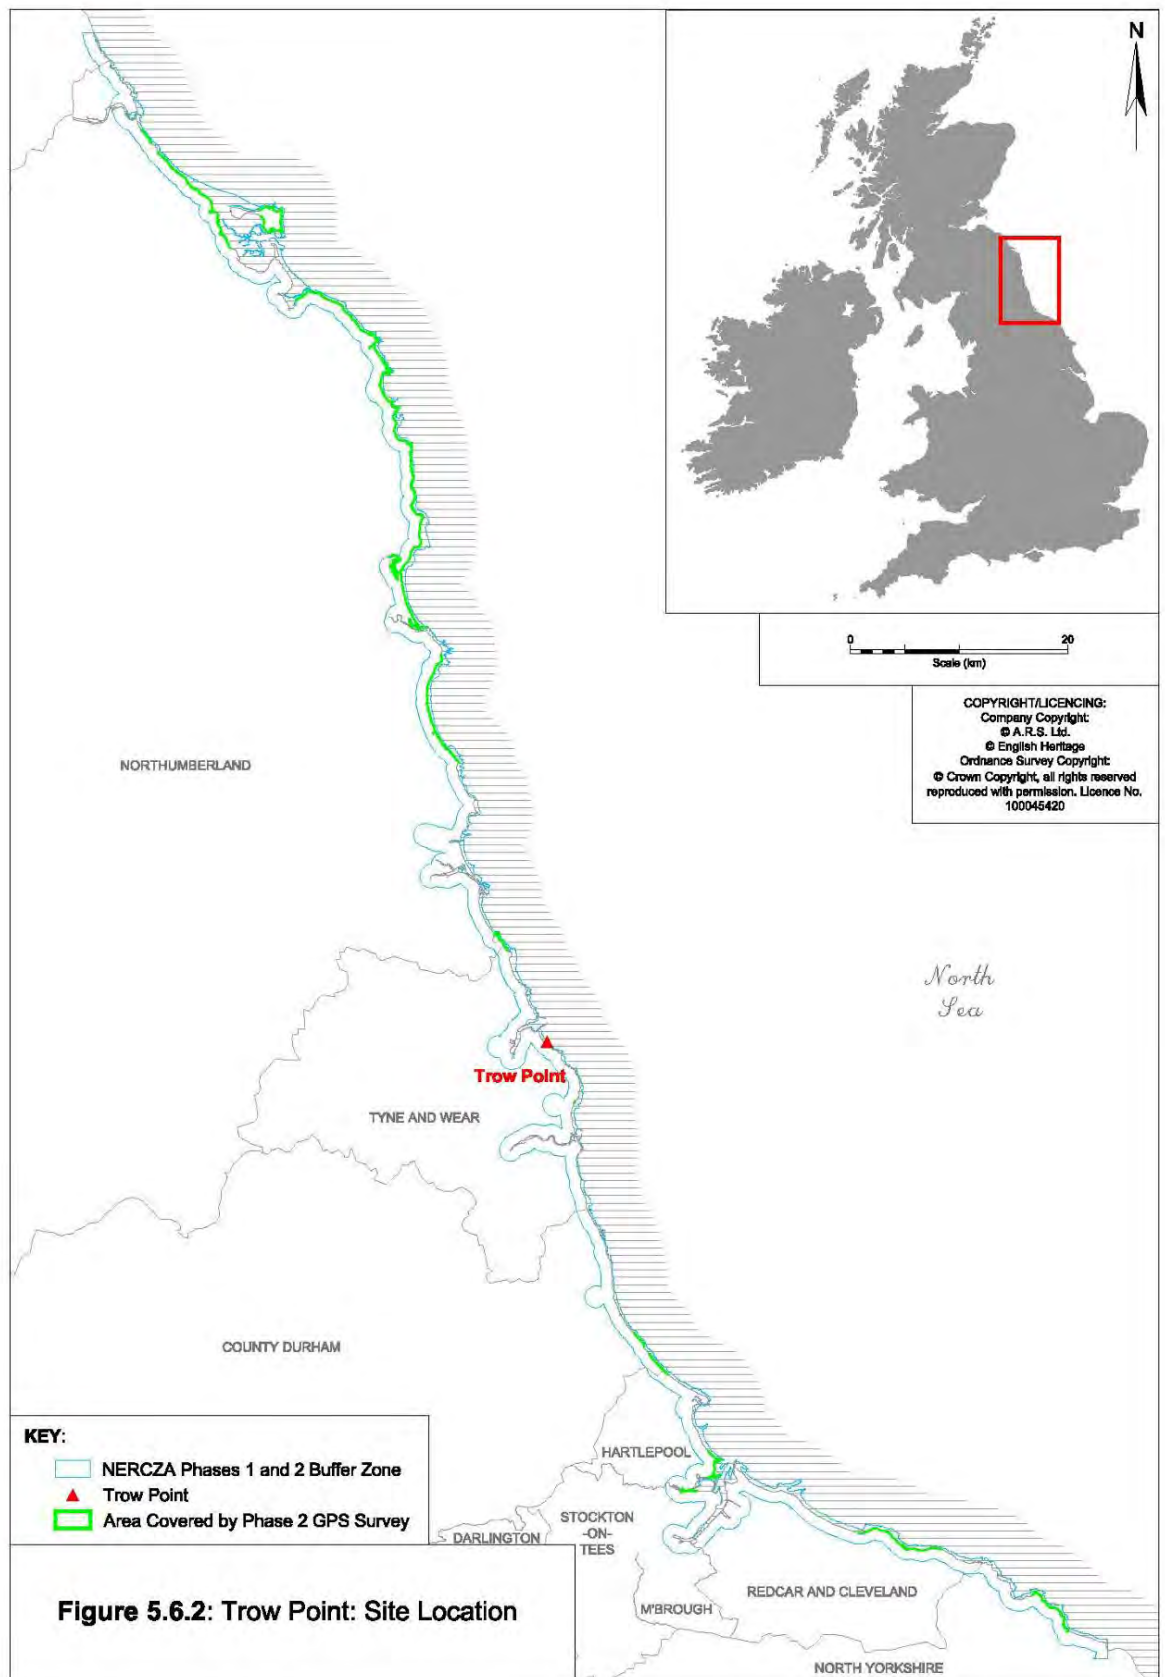 N
0
20
Scale (km)
COPYRIGHT/LICENCING:
Company Copyright:
© A.R.S. Ltd.
© English Heritage
Ordnance Survey Copyright:
© Crown Copyright, all rights reserved
reproduced with permission. Licence No.
100045420
NORTHUMBERLAND
North
Sea
Trow Point
TYNE AND WEAR
COUNTY DURHAM
HARTLEPOOL
STOCKTON
-ON-
TEES
DARLINGTON
REDCAR AND CLEVELAND
M'BROUGH
NORTH YORKSHIRE
KEY:
NERCZA Phases 1 and 2 Buffer Zone
Trow Point
Area Covered by Phase 2 GPS Survey
Figure 5.6.2: Trow Point: Site Location